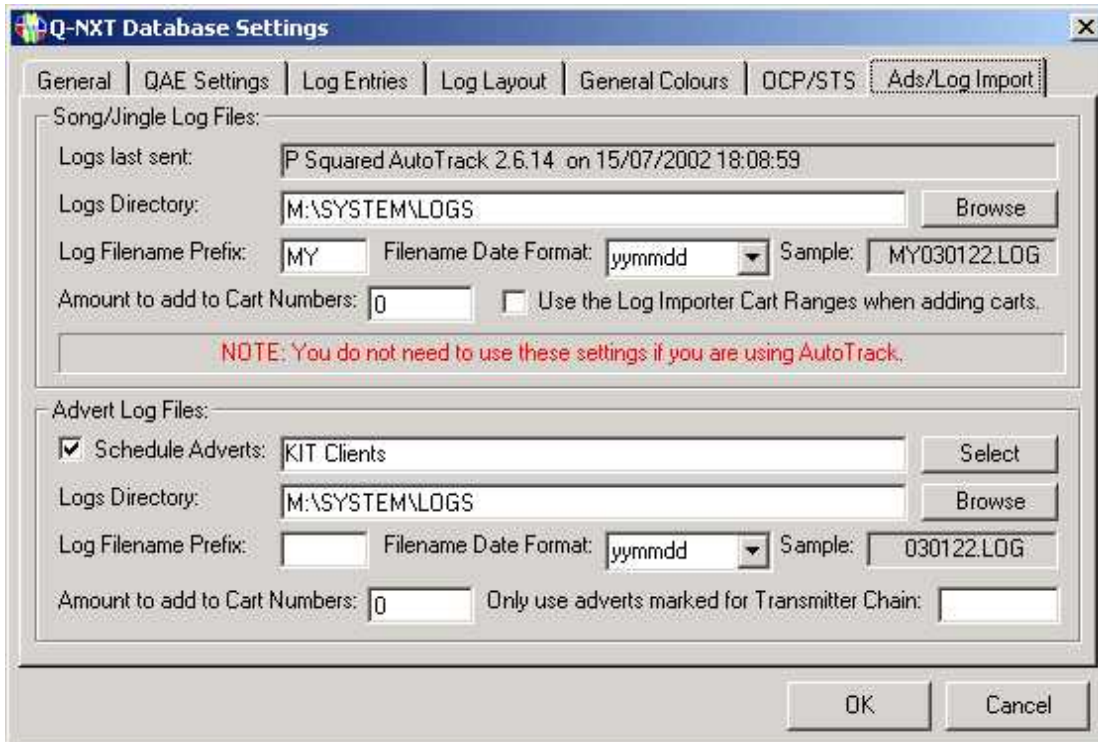 Q-NXT Database Settings
General QAE Settings Log Entries Log Layout General Colours OCP/STS Ads/Log Import
Song/Jingle Log Files:
Logs last sent: P Squared AutoTrack 2.6.14 on 15/07/2002 18:08:59
Logs Directory: M:\SYSTEM\LOGS Browse
Log Filename Prefix: MY Filename Date Format: yymmdd Sample: MY030122.LOG
Amount to add to Cart Numbers: 0 Use the Log Importer Cart Ranges when adding carts.
NOTE: You do not need to use these settings if you are using AutoTrack.
Advert Log Files:
Schedule Adverts: KIT Clients Select
Logs Directory: M:\SYSTEM\LOGS Browse
Log Filename Prefix: Filename Date Format: yymmdd Sample: 030122.LOG
Amount to add to Cart Numbers: 0 Only use adverts marked for Transmitter Chain:
OK Cancel